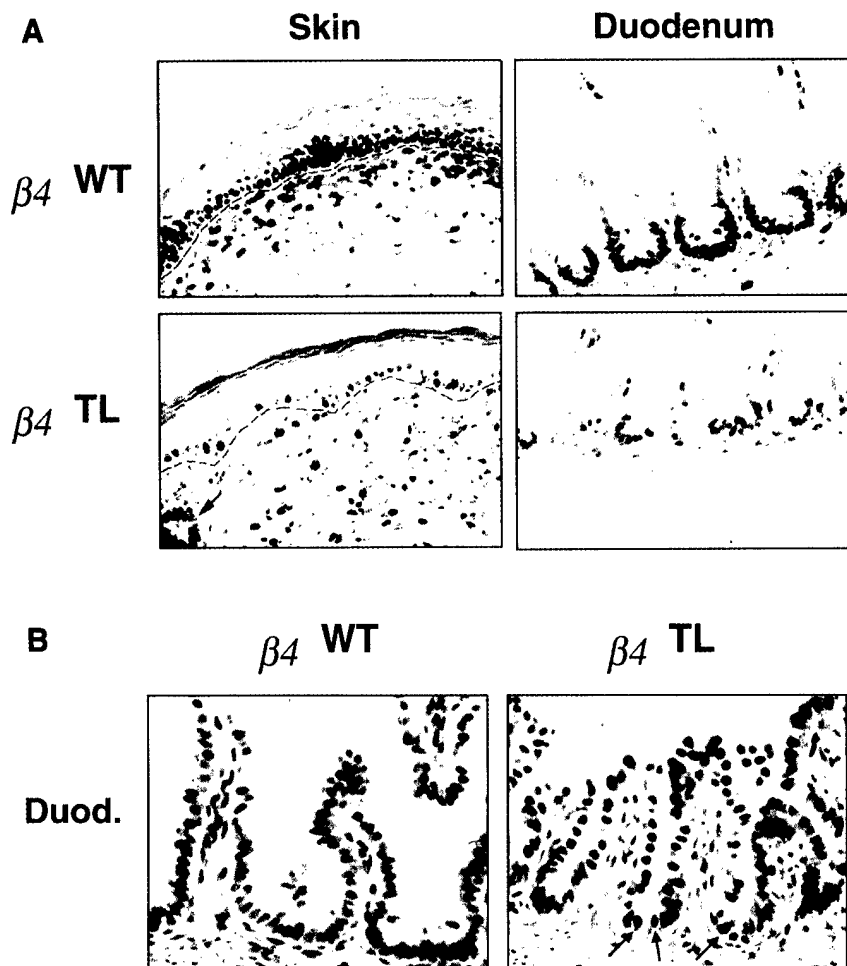 A
Skin
Duodenum
β4 WT
β4 TL
B
β4 WT
β4 TL
Duod.